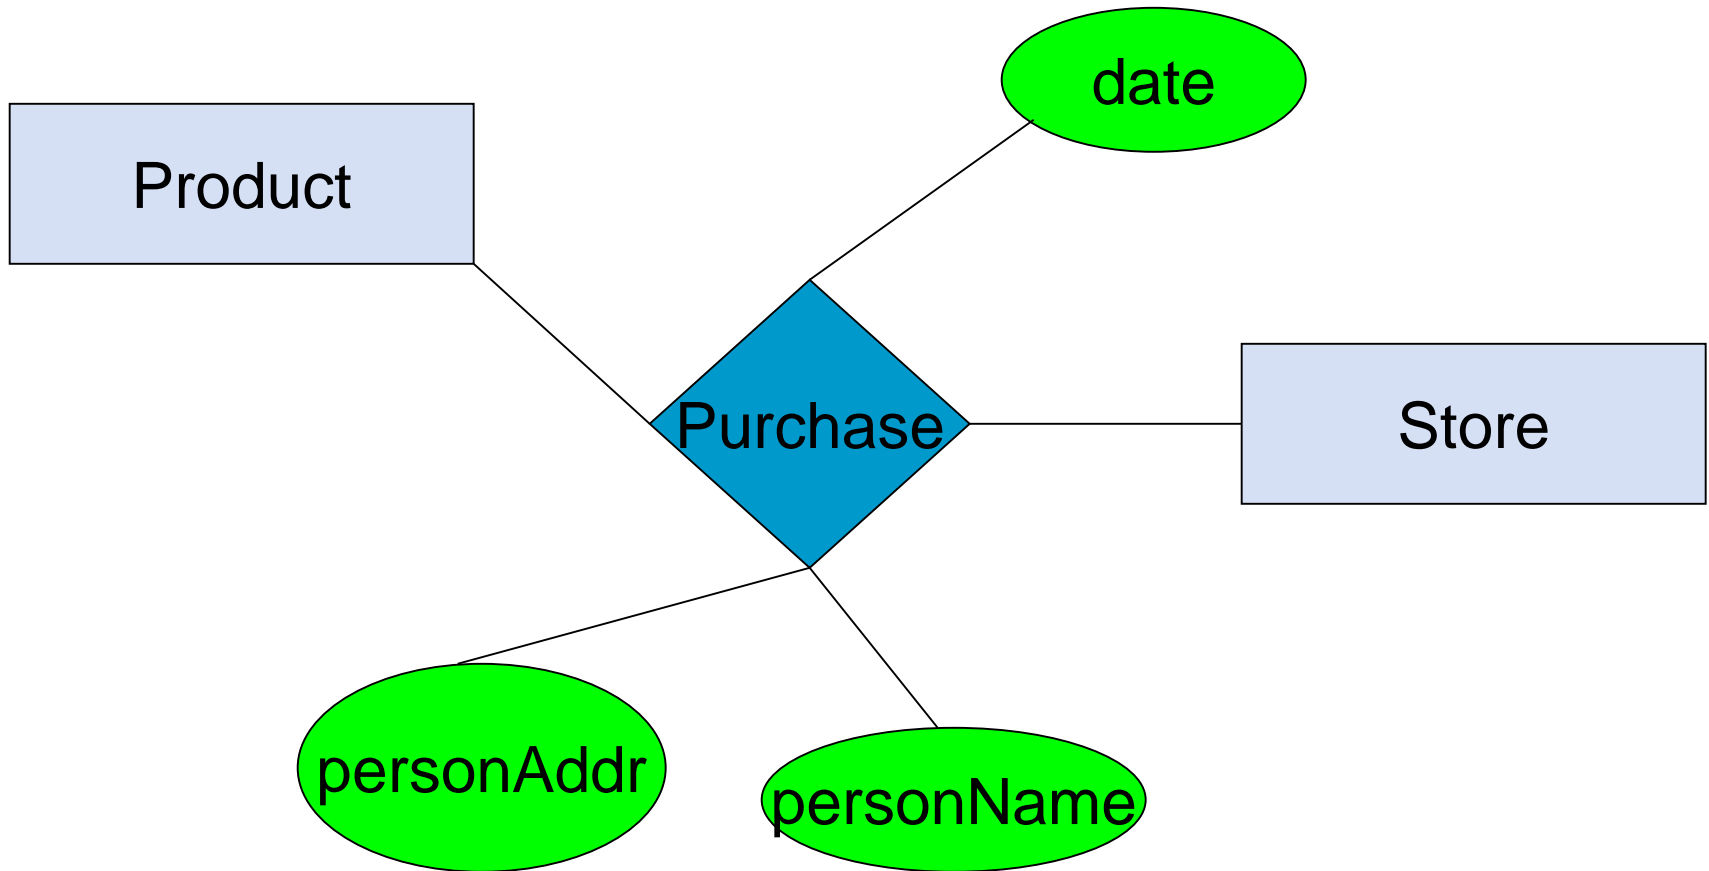 date
Product
Purchase
Store
personAddr
personName